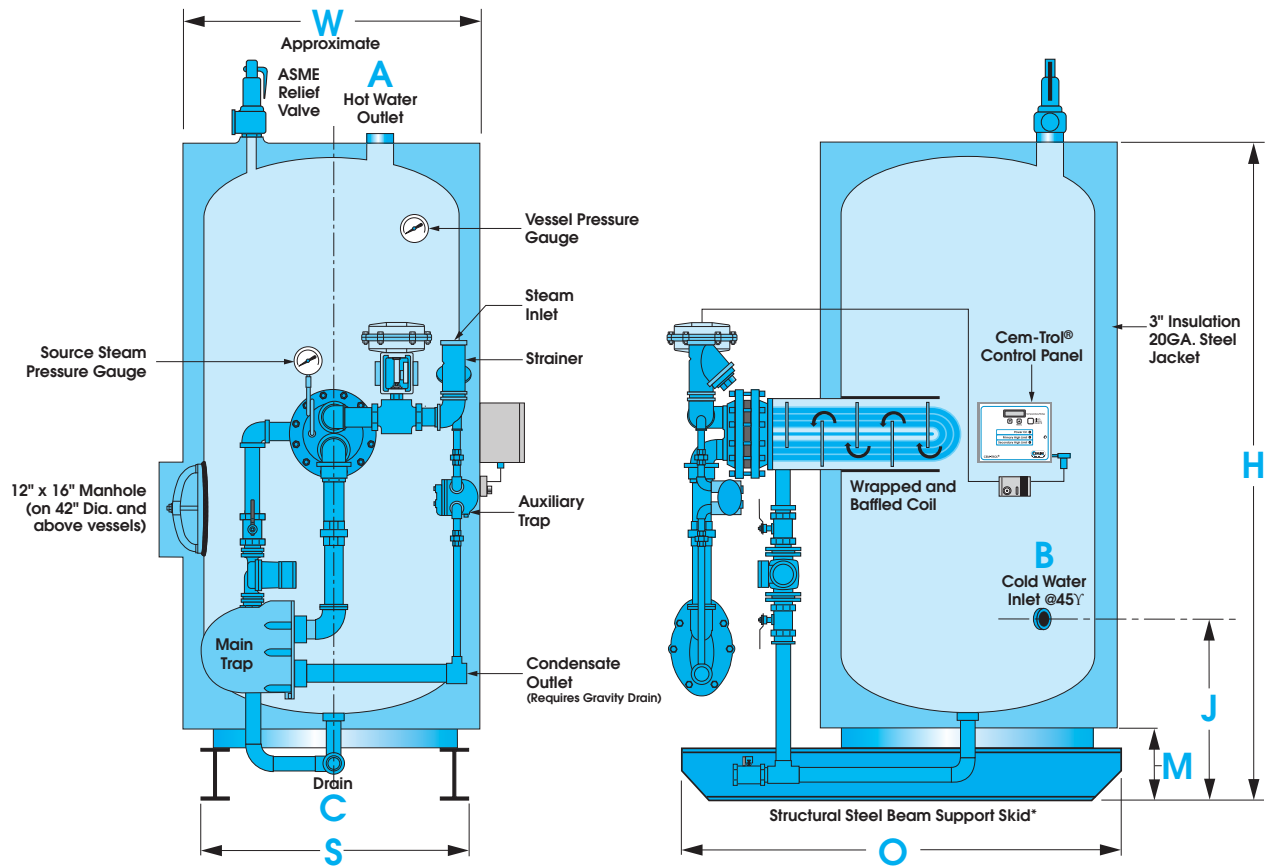 W
Approximate
ASME
Relief
Valve
A
Hot Water
Outlet
Vessel Pressure
Gauge
Steam
Inlet
Strainer
Source Steam
Pressure Gauge
12" x 16" Manhole
(on 42" Dia. and
above vessels)
Auxiliary
Trap
Main
Trap
Condensate
Outlet
(Requires Gravity Drain)
Drain
C
S
Cem-Trol®
Control Panel
3" Insulation
20GA. Steel
Jacket
Wrapped and
Baffled Coil
B
Cold Water
Inlet @45ϒ
H
J
M
Structural Steel Beam Support Skid*
O